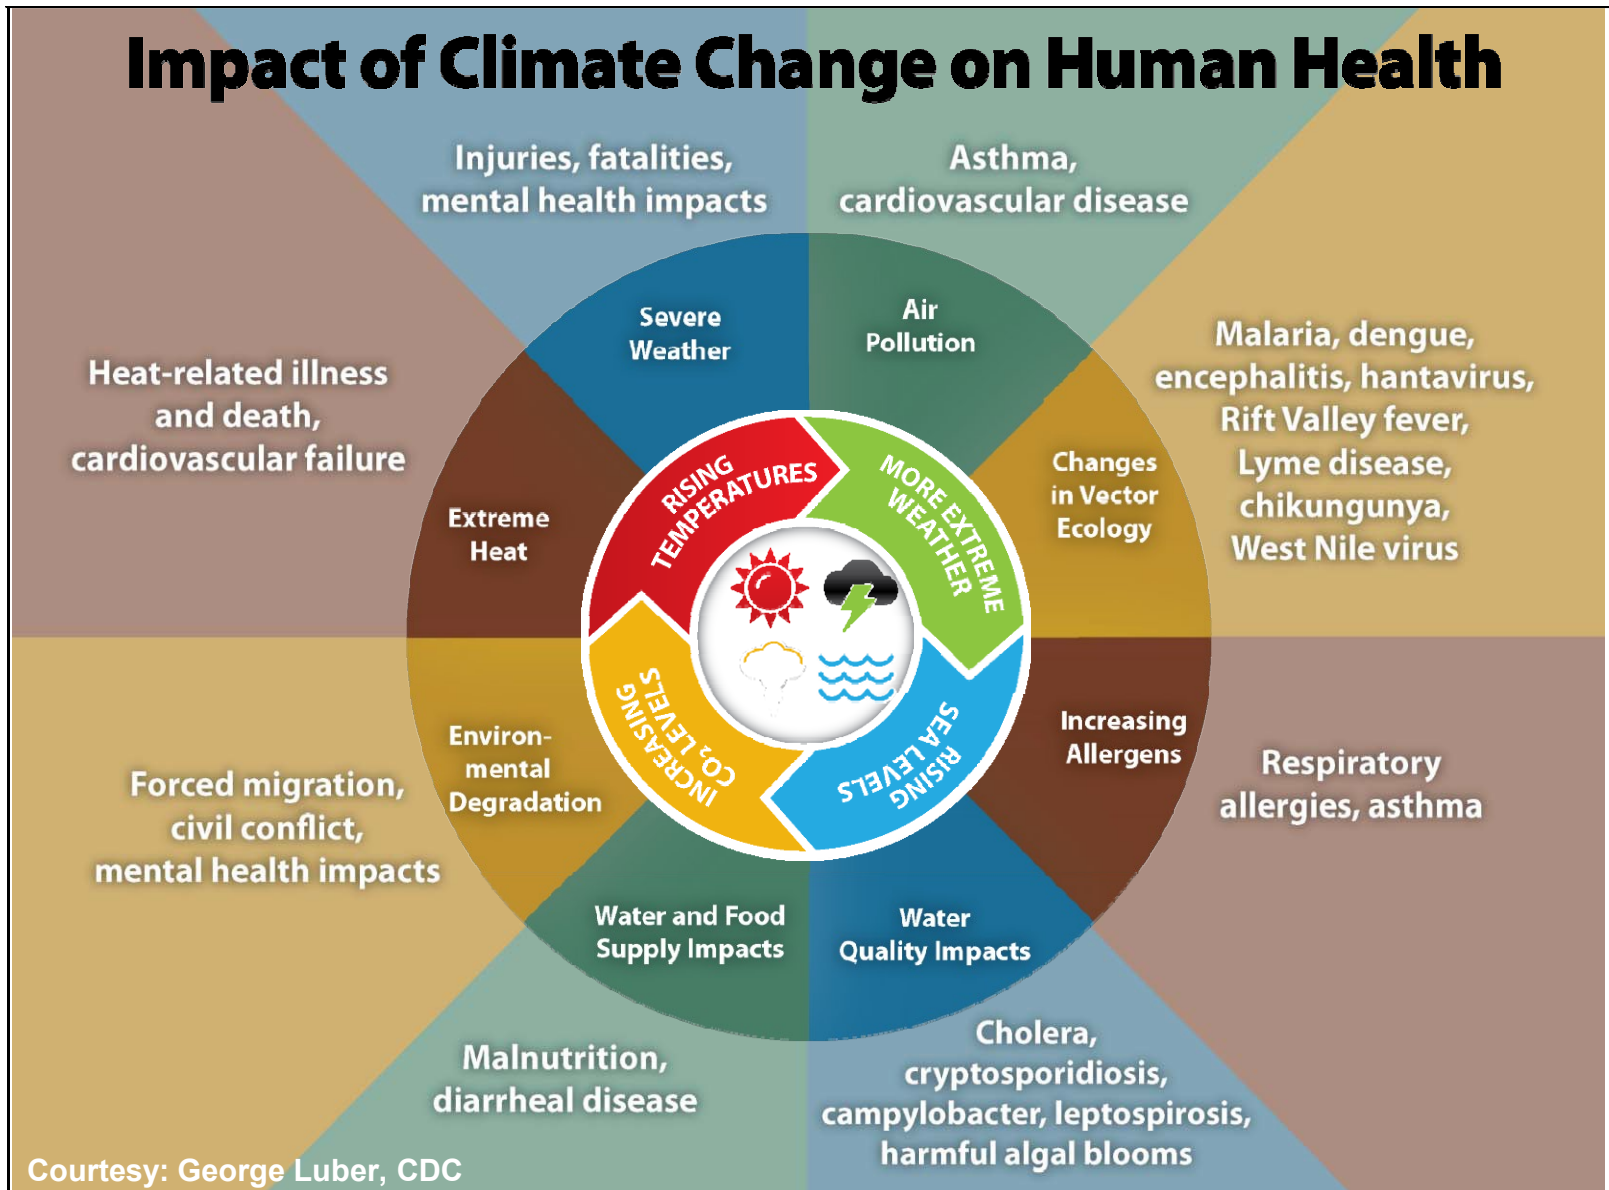 Impact of Climate Change on Human Health
Injuries, fatalities,
mental health impacts
Asthma,
cardiovascular disease
Severe
Weather
Air
Pollution
Heat-related illness
and death,
cardiovascular failure
Extreme
Heat
Changes
in Vector
Ecology
Malaria, dengue,
encephalitis, hantavirus,
Rift Valley fever,
Lyme disease,
chikungunya,
West Nile virus
RISING
TEMPERATURES
MORE EXTREME
WEATHER
INCREASING
CO₂ LEVELS
RISING
SEA LEVELS
Environ-
mental
Degradation
Forced migration,
civil conflict,
mental health impacts
Increasing
Allergens
Respiratory
allergies, asthma
Water and Food
Supply Impacts
Water
Quality Impacts
Malnutrition,
diarrheal disease
Cholera,
cryptosporidiosis,
campylobacter, leptospirosis,
harmful algal blooms
Courtesy: George Luber, CDC